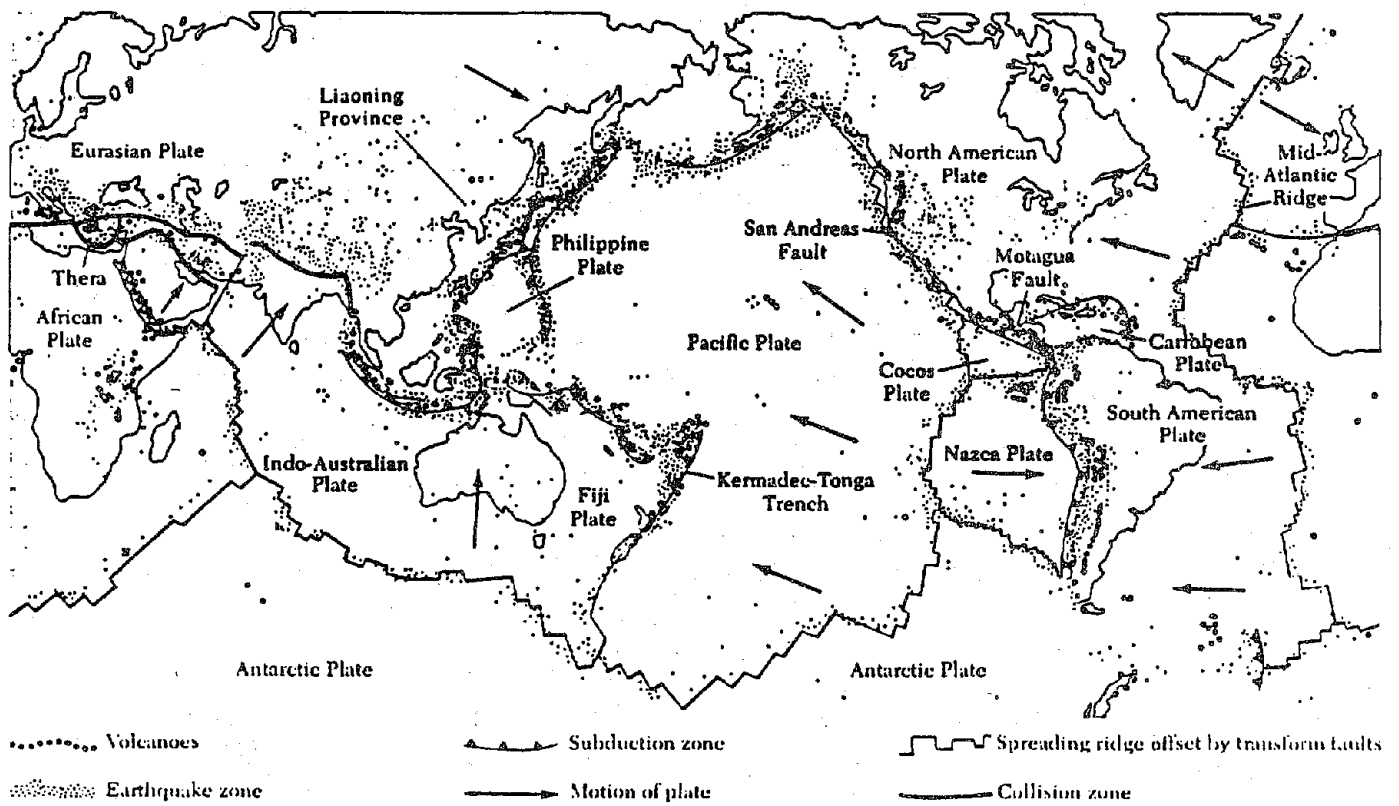 Liaoning
Province
Eurasian Plate
North American
Plate
Mid-
Atlantic
Ridge
San Andreas
Fault
Philippine
Plate
Motagua
Fault
Thera
African
Plate
Pacific Plate
Carribean
Plate
Cocos
Plate
South American
Plate
Indo-Australian
Plate
Nazca Plate
Fiji
Plate
Kermadec-Tonga
Trench
Antarctic Plate
Antarctic Plate
Volcanoes
Subduction zone
Spreading ridge offset by transform faults
Earthquake zone
Motion of plate
Collision zone